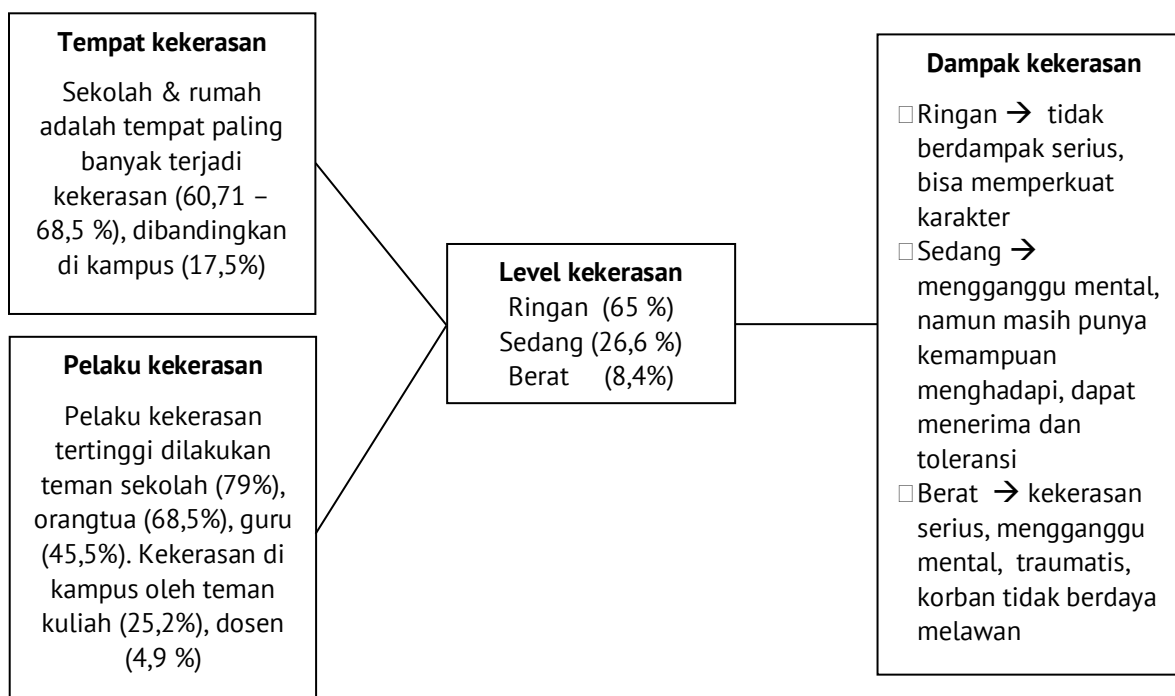 Tempat kekerasan
Sekolah & rumah
adalah tempat paling
banyak terjadi
kekerasan (60,71 –
68,5 %), dibandingkan
di kampus (17,5%)
Pelaku kekerasan
Pelaku kekerasan
tertinggi dilakukan
teman sekolah (79%),
orangtua (68,5%), guru
(45,5%). Kekerasan di
kampus oleh teman
kuliah (25,2%), dosen
(4,9 %)
Level kekerasan
Ringan (65 %)
Sedang (26,6 %)
Berat (8,4%)
Dampak kekerasan
□ Ringan → tidak
berdampak serius,
bisa memperkuat
karakter
□ Sedang →
mengganggu mental,
namun masih punya
kemampuan
menghadapi, dapat
menerima dan
toleransi
□ Berat → kekerasan
serius, mengganggu
mental, traumatis,
korban tidak berdaya
melawan